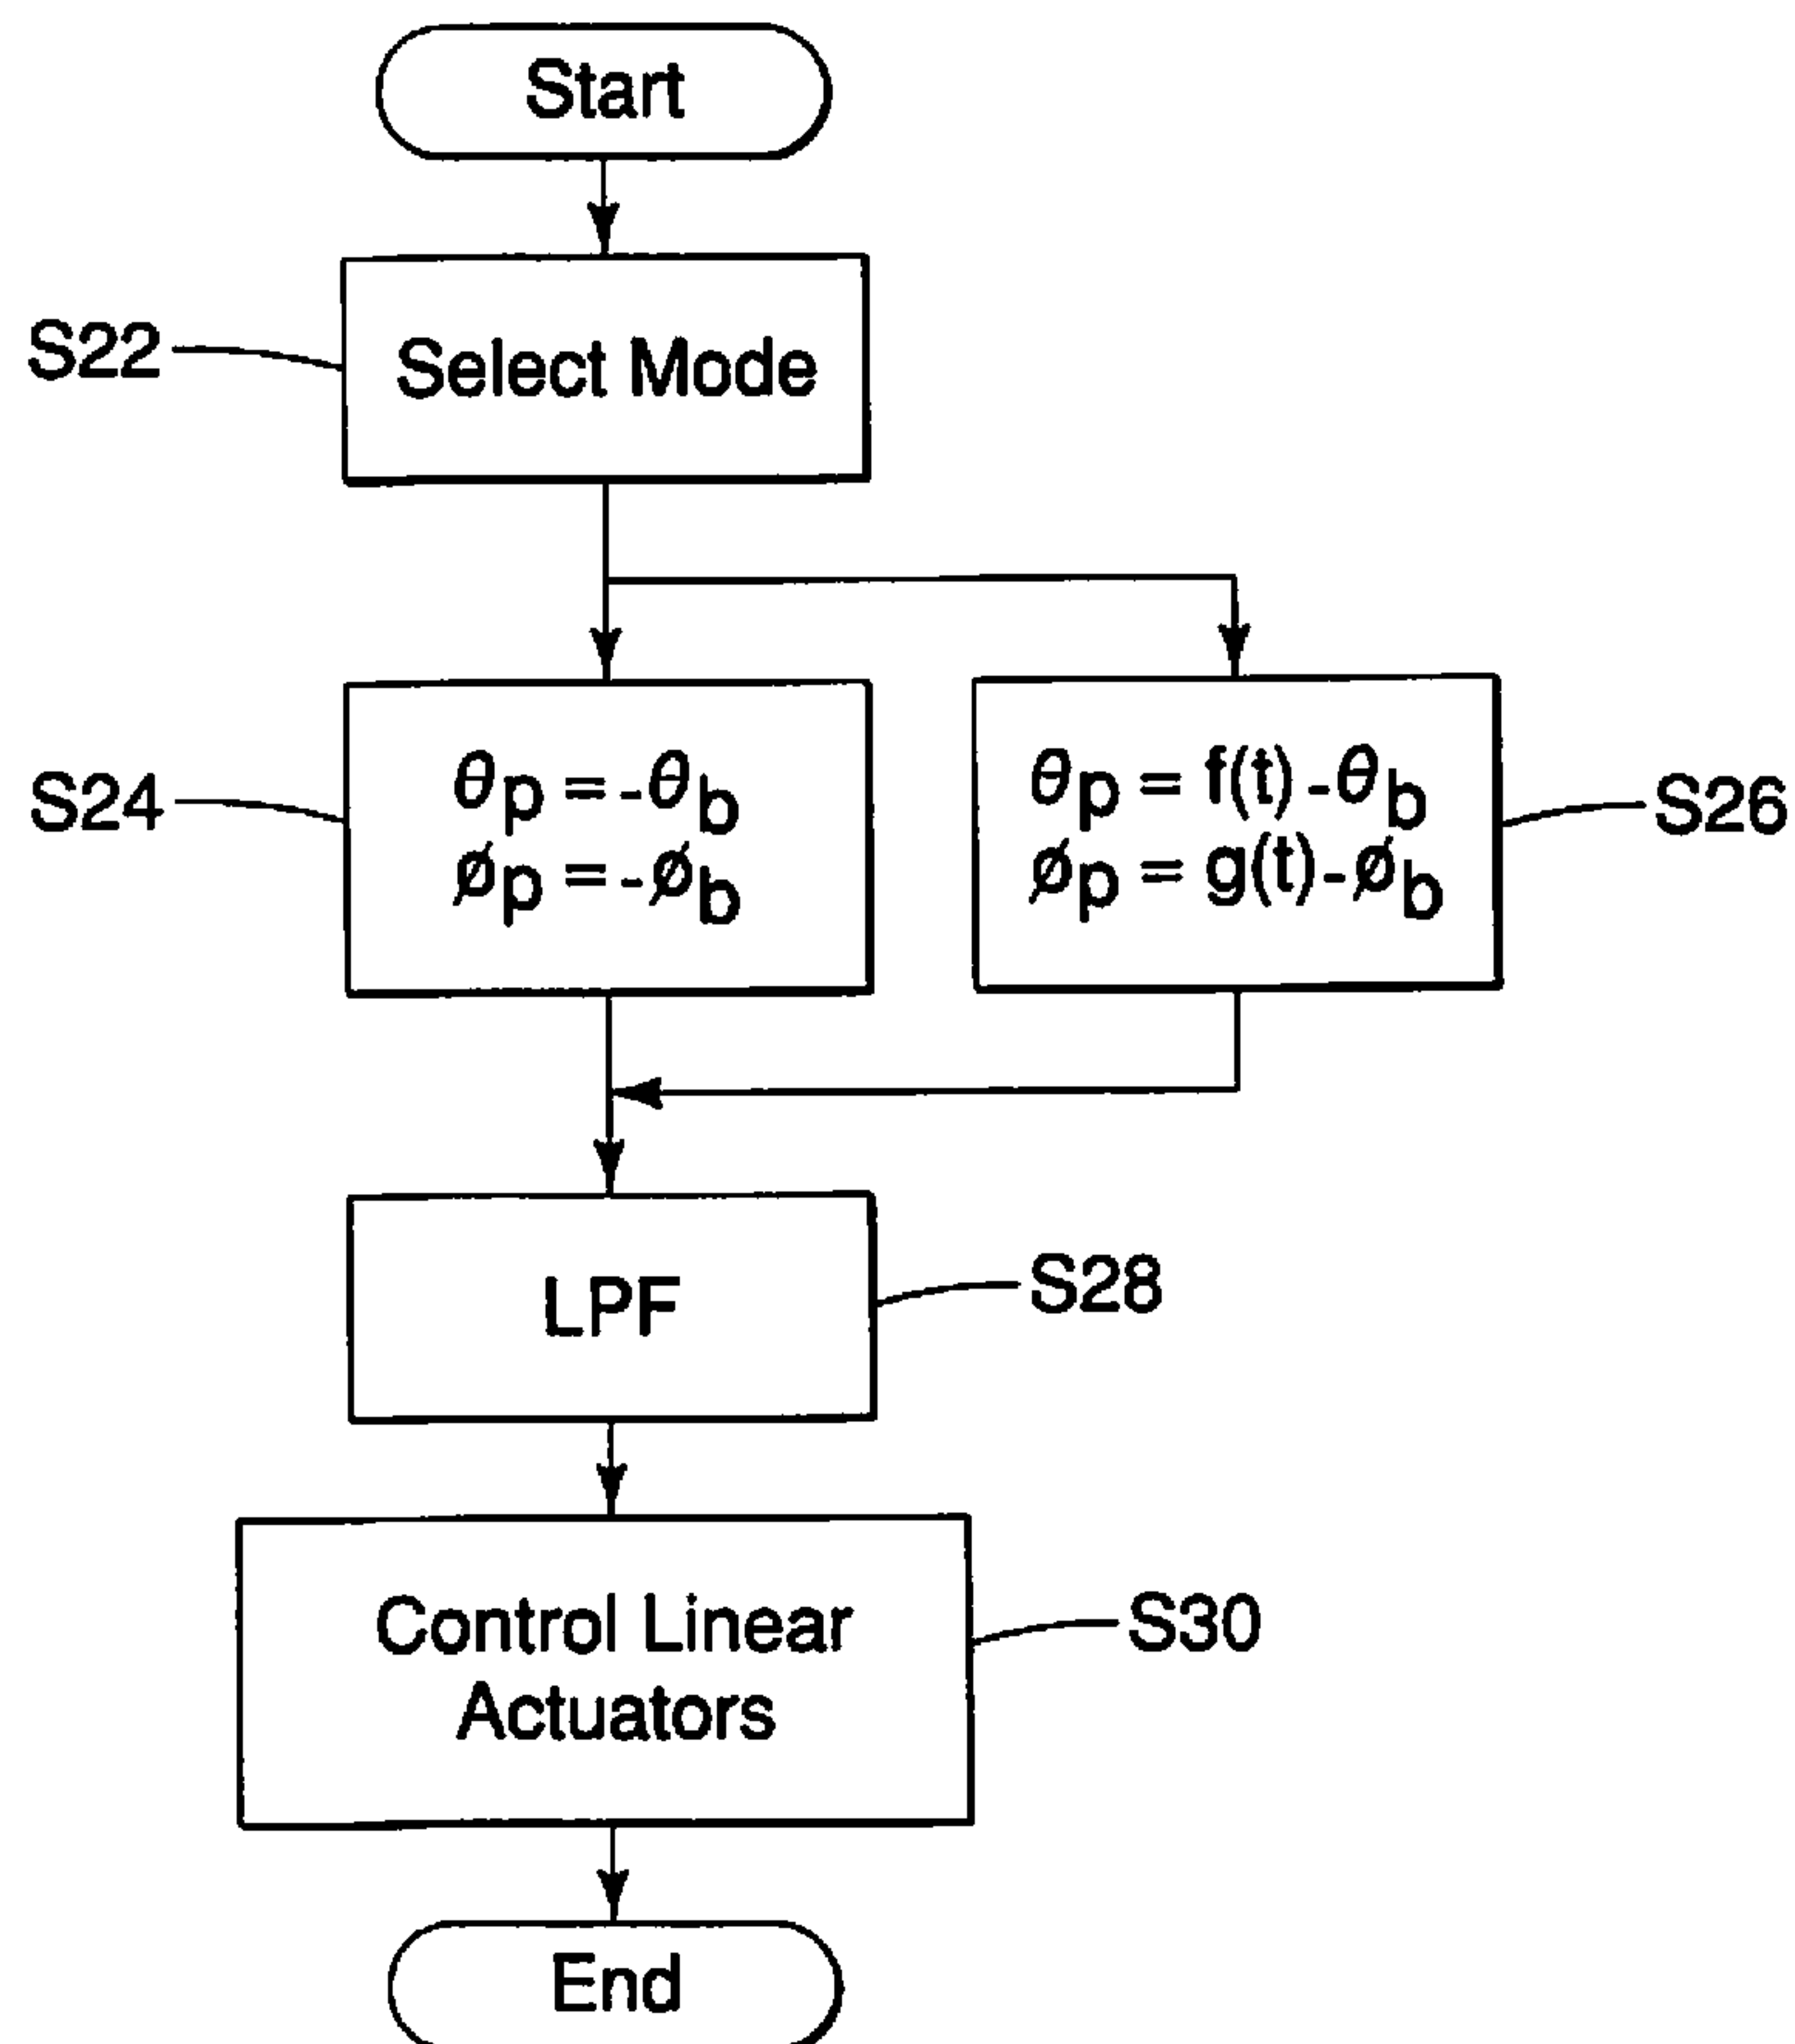 Start
S22
Select Mode
S24
θp = -θb
øp = -øb
θp = f(t) - θb
øp = g(t) - øb
S26
LPF
S28
Control Linear
Actuators
S30
End